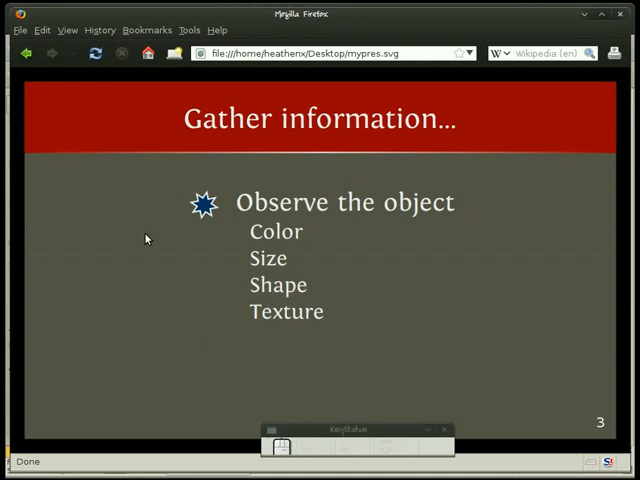 Mozilla Firefox
File Edit View History Bookmarks Tools Help
file:///home/heathenx/Desktop/mypres.svg
W Wikipedia (en)
Gather information...
Observe the object
Color
Size
Shape
Texture
3
KeyStatus
Done